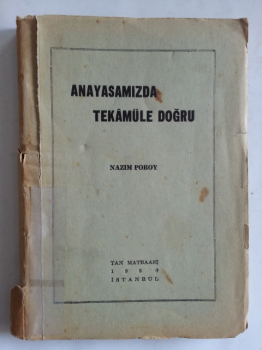 ANAYASAMIZDA
TEKÂMÜLE DOĞRU
NAZIM POROY
TAN MATBAASI
İSTANBUL